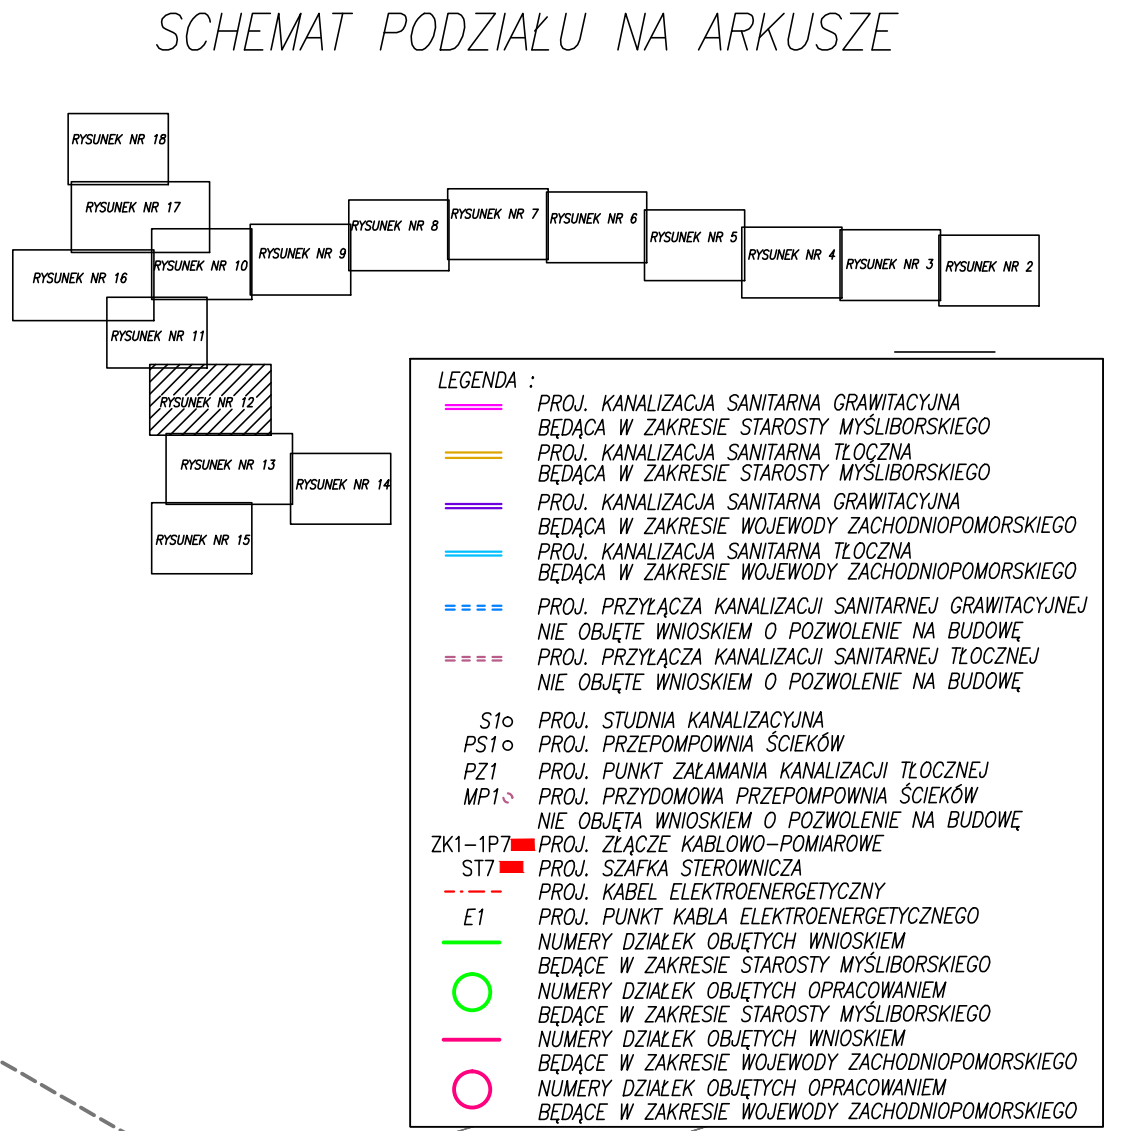 SCHEMAT PODZIAŁU NA ARKUSZE
RYSUNEK NR 18
RYSUNEK NR 17
RYSUNEK NR 16
RYSUNEK NR 10
RYSUNEK NR 9
RYSUNEK NR 8
RYSUNEK NR 7
RYSUNEK NR 6
RYSUNEK NR 5
RYSUNEK NR 4
RYSUNEK NR 3
RYSUNEK NR 2
RYSUNEK NR 11
RYSUNEK NR 12
RYSUNEK NR 13
RYSUNEK NR 14
RYSUNEK NR 15
LEGENDA :
PROJ. KANALIZACJA SANITARNA GRAWITACYJNA
BĘDĄCA W ZAKRESIE STAROSTY MYŚLIBORSKIEGO
PROJ. KANALIZACJA SANITARNA TŁOCZNA
BĘDĄCA W ZAKRESIE STAROSTY MYŚLIBORSKIEGO
PROJ. KANALIZACJA SANITARNA GRAWITACYJNA
BĘDĄCA W ZAKRESIE WOJEWODY ZACHODNIOPOMORSKIEGO
PROJ. KANALIZACJA SANITARNA TŁOCZNA
BĘDĄCA W ZAKRESIE WOJEWODY ZACHODNIOPOMORSKIEGO
PROJ. PRZYŁĄCZA KANALIZACJI SANITARNEJ GRAWITACYJNEJ
NIE OBJĘTE WNIOSKIEM O POZWOLENIE NA BUDOWĘ
PROJ. PRZYŁĄCZA KANALIZACJI SANITARNEJ TŁOCZNEJ
NIE OBJĘTE WNIOSKIEM O POZWOLENIE NA BUDOWĘ
S1 PROJ. STUDNIA KANALIZACYJNA
PS1 PROJ. PRZEPOMPOWNIA ŚCIEKÓW
PZ1 PROJ. PUNKT ZAŁAMANIA KANALIZACJI TŁOCZNEJ
MP1 PROJ. PRZYDOMOWA PRZEPOMPOWNIA ŚCIEKÓW
NIE OBJĘTA WNIOSKIEM O POZWOLENIE NA BUDOWĘ
ZK1-1P7 PROJ. ZŁĄCZE KABLOWO-POMIAROWE
ST7 PROJ. SZAFKA STEROWNICZA
PROJ. KABEL ELEKTROENERGETYCZNY
E1 PROJ. PUNKT KABLA ELEKTROENERGETYCZNEGO
NUMERY DZIAŁEK OBJĘTYCH WNIOSKIEM
BĘDĄCE W ZAKRESIE STAROSTY MYŚLIBORSKIEGO
NUMERY DZIAŁEK OBJĘTYCH OPRACOWANIEM
BĘDĄCE W ZAKRESIE STAROSTY MYŚLIBORSKIEGO
NUMERY DZIAŁEK OBJĘTYCH WNIOSKIEM
BĘDĄCE W ZAKRESIE WOJEWODY ZACHODNIOPOMORSKIEGO
NUMERY DZIAŁEK OBJĘTYCH OPRACOWANIEM
BĘDĄCE W ZAKRESIE WOJEWODY ZACHODNIOPOMORSKIEGO